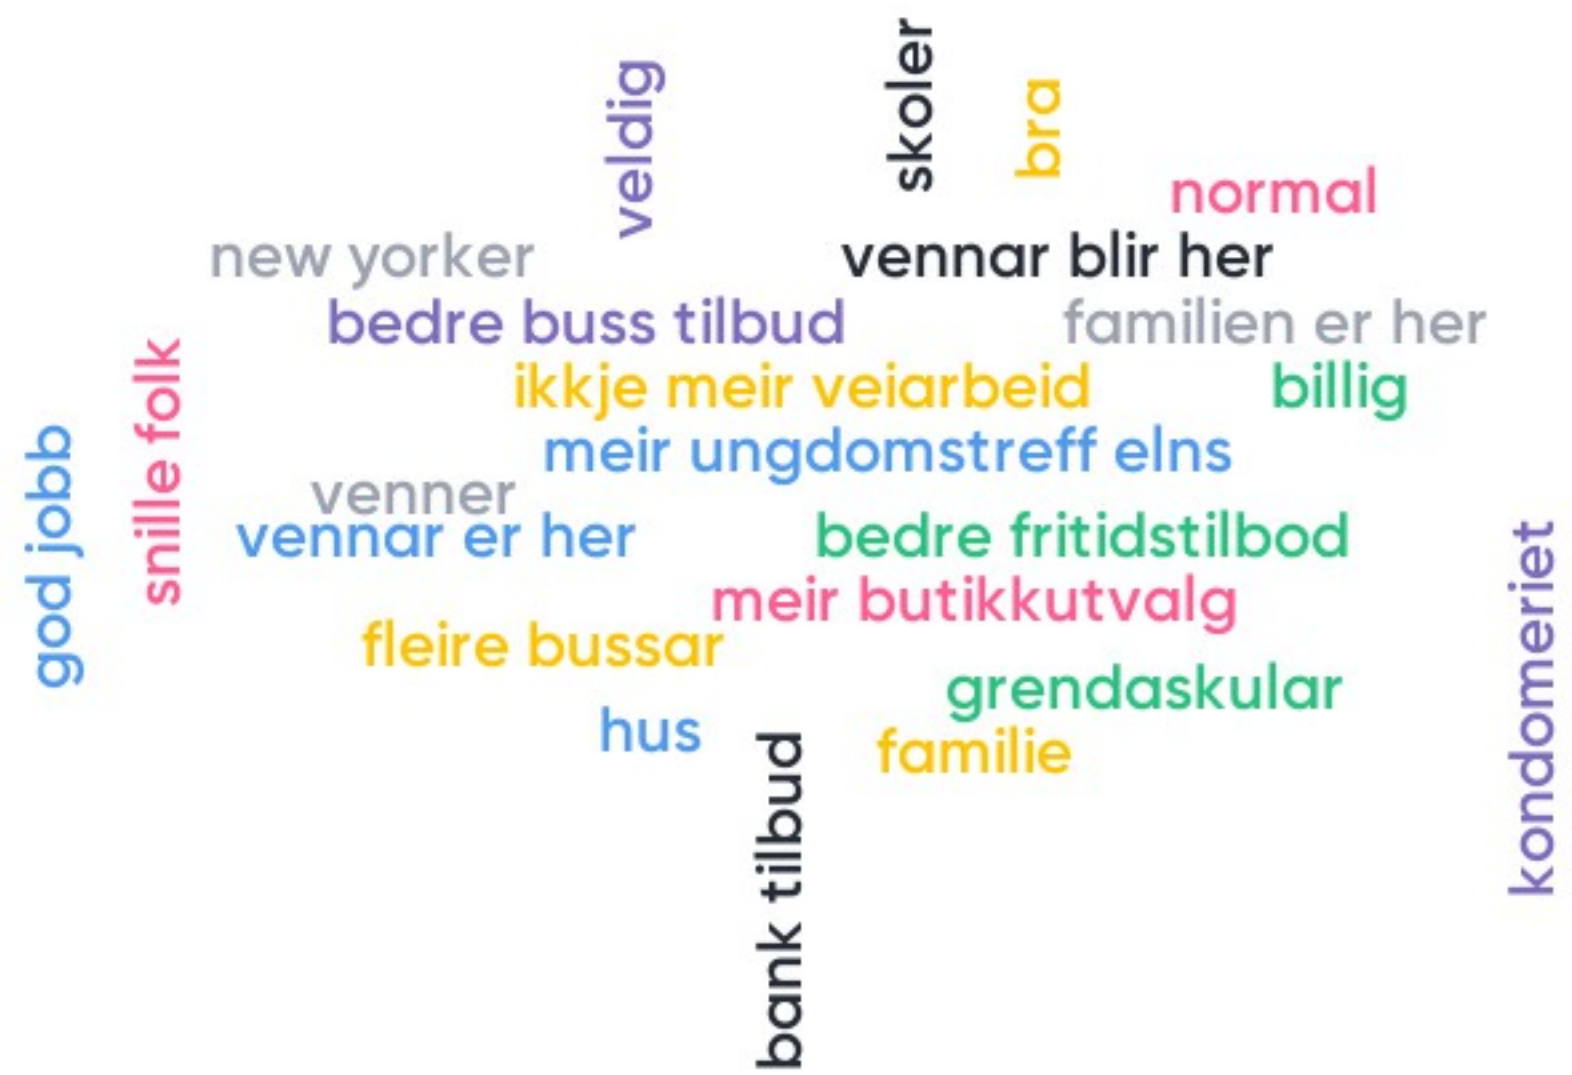 veldig
skoler
bra
normal
new yorker
vennar blir her
bedre buss tilbud
familien er her
snille folk
ikkje meir veiarbeid
billig
god jobb
meir ungdomstreff elns
venner
vennar er her
bedre fritidstilbod
kondomeriet
meir butikkutvalg
fleire bussar
grendaskular
hus
familie
bank tilbud